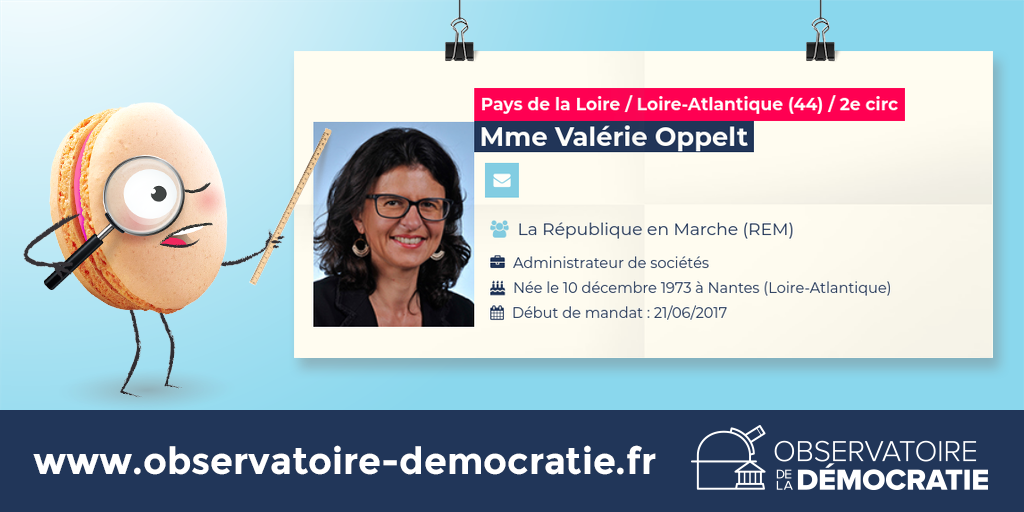 Pays de la Loire / Loire-Atlantique (44) / 2e circ
Mme Valérie Oppelt
La République en Marche (REM)
Administrateur de sociétés
Née le 10 décembre 1973 à Nantes (Loire-Atlantique)
Début de mandat : 21/06/2017
www.observatoire-democratie.fr
OBSERVATOIRE
DE LA DÉMOCRATIE